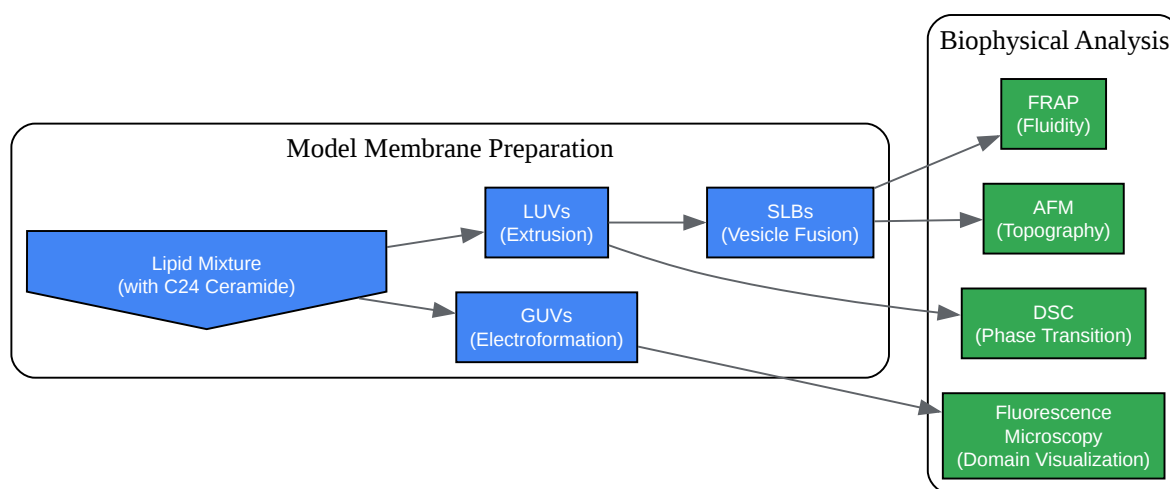 Model Membrane Preparation
Lipid Mixture
(with C24 Ceramide)
LUVs
(Extrusion)
GUVs
(Electroformation)
SLBs
(Vesicle Fusion)
Biophysical Analysis
FRAP
(Fluidity)
AFM
(Topography)
DSC
(Phase Transition)
Fluorescence
Microscopy
(Domain Visualization)